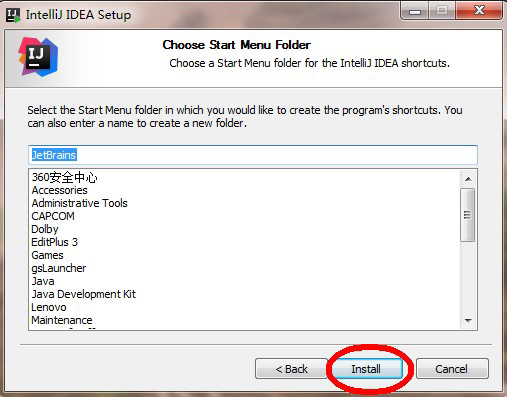 IntelliJ IDEA Setup
IJ
Choose Start Menu Folder
Choose a Start Menu folder for the IntelliJ IDEA shortcuts.
Select the Start Menu folder in which you would like to create the program's shortcuts. You
can also enter a name to create a new folder.
JetBrains
360安全中心
Accessories
Administrative Tools
CAPCOM
Dolby
EditPlus 3
Games
gsLauncher
Java
Java Development Kit
Lenovo
Maintenance
< Back
Install
Cancel